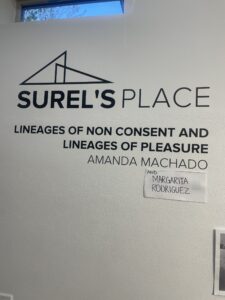 SUREL'S PLACE
LINEAGES OF NON CONSENT AND
LINEAGES OF PLEASURE
AMANDA MACHADO
AND
MARGARITA
RODRIGUEZ